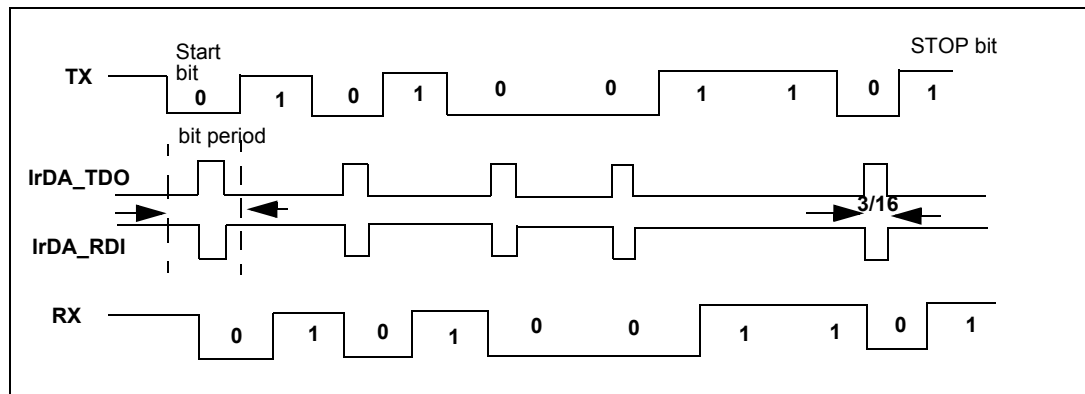 Start
bit
STOP bit
TX
0 1 0 1 0 0 1 1 0 1
bit period
IrDA_TDO
3/16
IrDA_RDI
RX
0 1 0 1 0 0 1 1 0 1